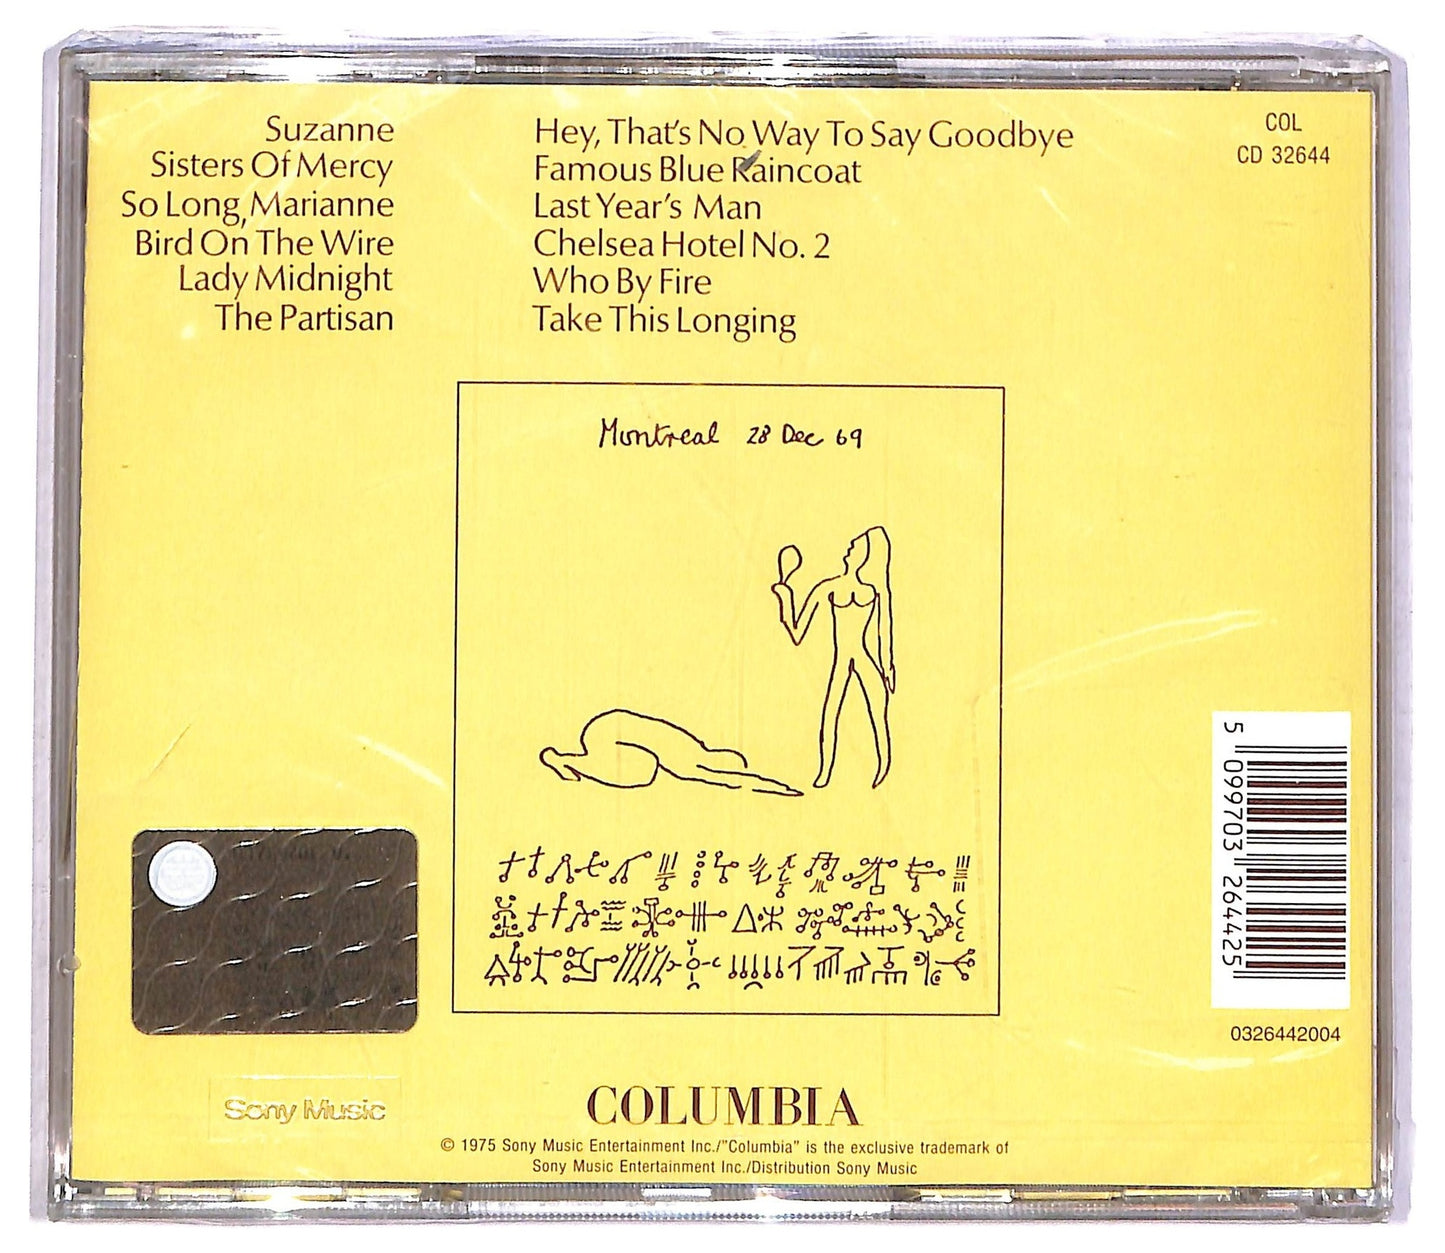 Suzanne
Sisters Of Mercy
So Long, Marianne
Bird On The Wire
Lady Midnight
The Partisan
Hey, That's No Way To Say Goodbye
Famous Blue Raincoat
Last Year's Man
Chelsea Hotel No. 2
Who By Fire
Take This Longing
COL
CD 32644
Montreal 28 Dec 69
5 099703 264425
0326442004
Sony Music
COLUMBIA
© 1975 Sony Music Entertainment Inc./"Columbia" is the exclusive trademark of
Sony Music Entertainment Inc./Distribution Sony Music